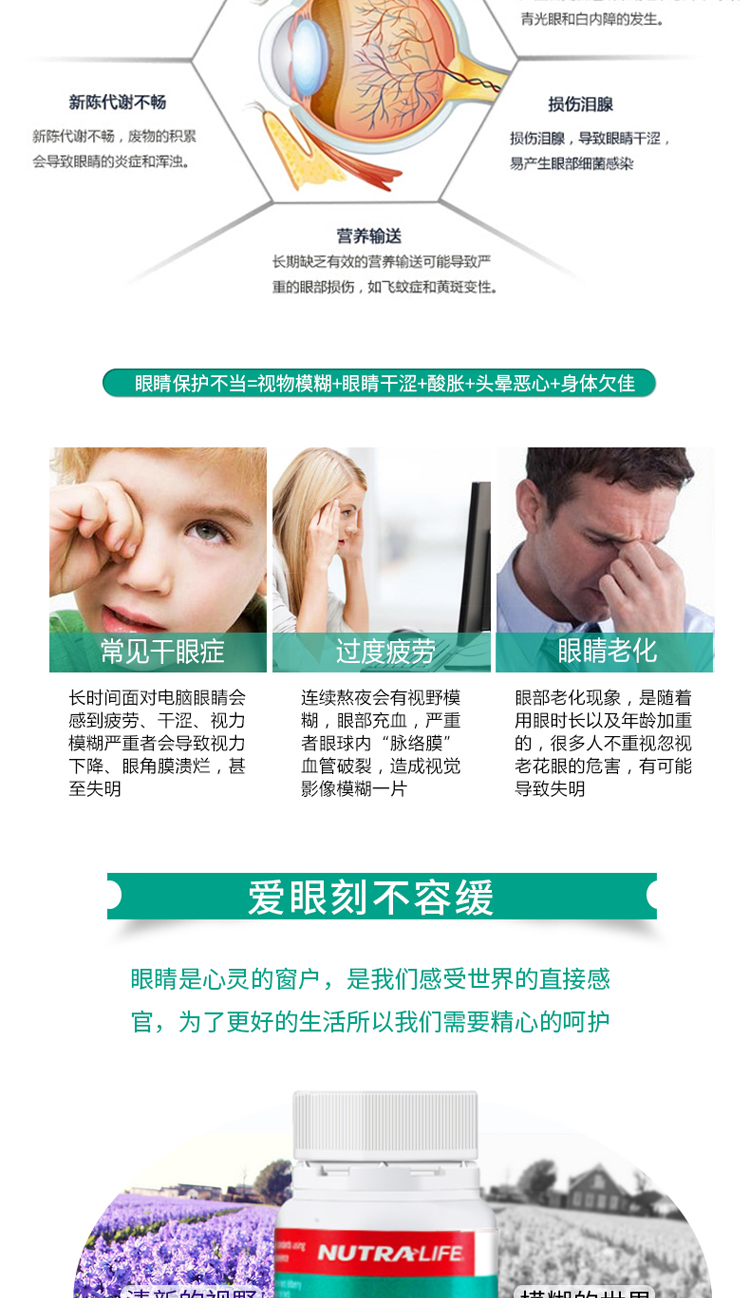 青光眼和白内障的发生。
新陈代谢不畅
新陈代谢不畅，废物的积累
会导致眼睛的炎症和浑浊。
损伤泪腺
损伤泪腺，导致眼睛干涩，
易产生眼部细菌感染
营养输送
长期缺乏有效的营养输送可能导致严
重的眼部损伤，如飞蚊症和黄斑变性。
眼睛保护不当=视物模糊+眼睛干涩+酸胀+头晕恶心+身体欠佳
常见干眼症
长时间面对电脑眼睛会
感到疲劳、干涩、视力
模糊严重者会导致视力
下降、眼角膜溃烂，甚
至失明
过度疲劳
连续熬夜会有视野模
糊，眼部充血，严重
者眼球内“脉络膜”
血管破裂，造成视觉
影像模糊一片
眼睛老化
眼部老化现象，是随着
用眼时长以及年龄加重
的，很多人不重视忽视
老花眼的危害，有可能
导致失明
爱眼刻不容缓
眼睛是心灵的窗户，是我们感受世界的直接感
官，为了更好的生活所以我们需要精心的呵护
NUTRA-LIFE
清新的视野
模糊的世界